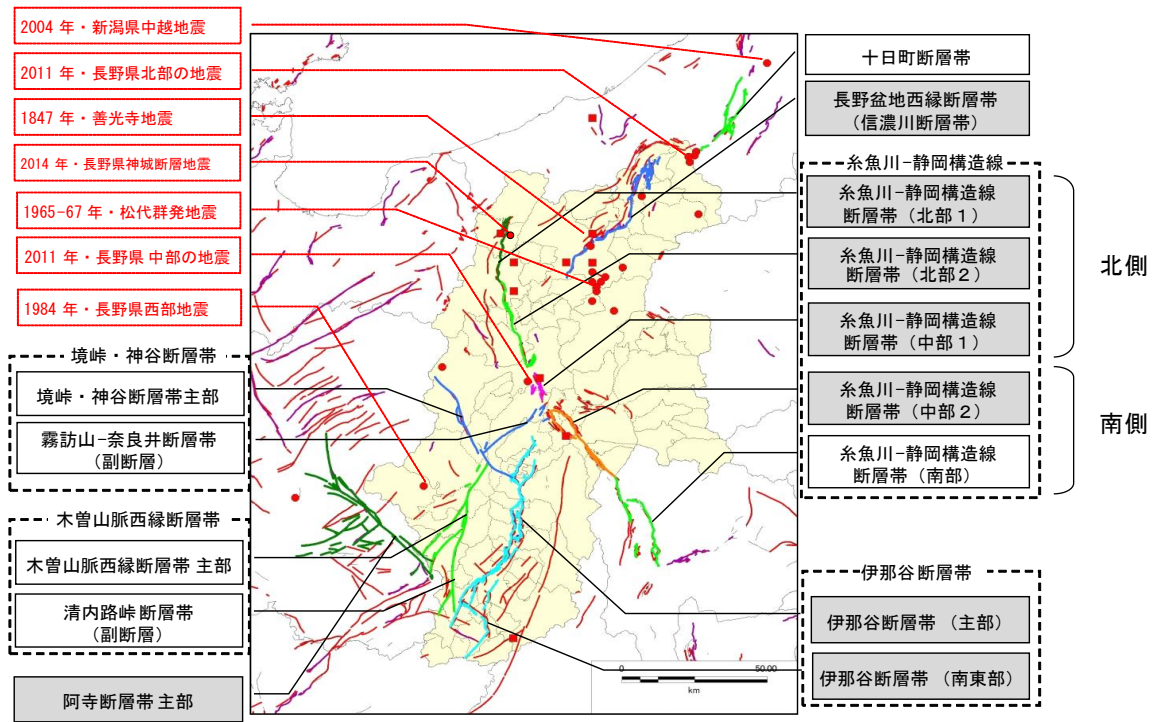 2004 年・新潟県中越地震
2011 年・長野県北部の地震
1847 年・善光寺地震
2014 年・長野県神城断層地震
1965-67 年・松代群発地震
2011 年・長野県 中部の地震
1984 年・長野県西部地震
境峠・神谷断層帯
境峠・神谷断層帯主部
霧訪山-奈良井断層帯
(副断層)
木曽山脈西縁断層帯
木曽山脈西縁断層帯 主部
清内路峠断層帯
(副断層)
阿寺断層帯 主部
十日町断層帯
長野盆地西縁断層帯
(信濃川断層帯)
糸魚川-静岡構造線
糸魚川-静岡構造線
断層帯(北部1)
糸魚川-静岡構造線
断層帯(北部2)
糸魚川-静岡構造線
断層帯(中部1)
糸魚川-静岡構造線
断層帯(中部2)
糸魚川-静岡構造線
断層帯(南部)
北側
南側
伊那谷断層帯
伊那谷断層帯 (主部)
伊那谷断層帯 (南東部)
0 50.00
km